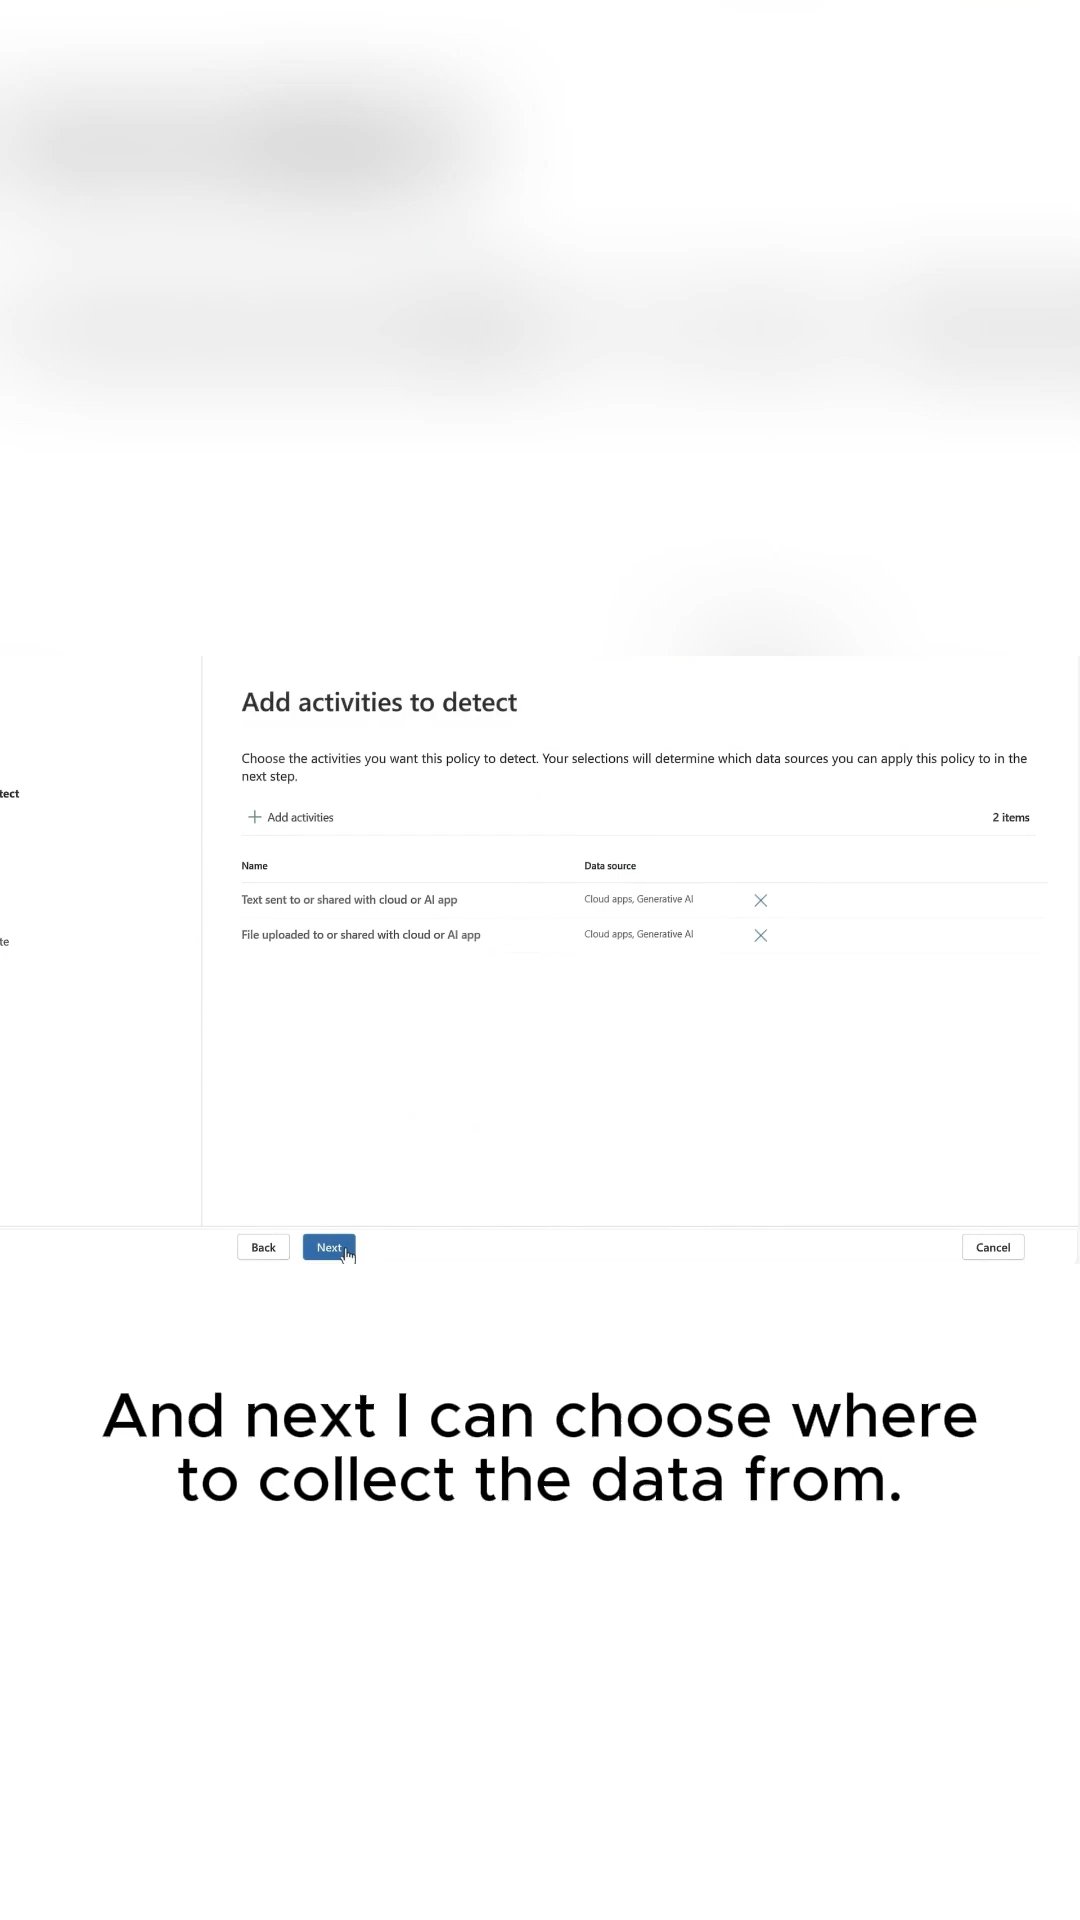 Add activities to detect
Choose the activities you want this policy to detect. Your selections will determine which data sources you can apply this policy to in the
next step.
tect
Add activities
2 items
Name
Data source
Text sent to or shared with cloud or AI app
Cloud apps, Generative AI
File uploaded to or shared with cloud or AI app
Cloud apps, Generative AI
te
Back
Next
Cancel
And next I can choose where
to collect the data from.